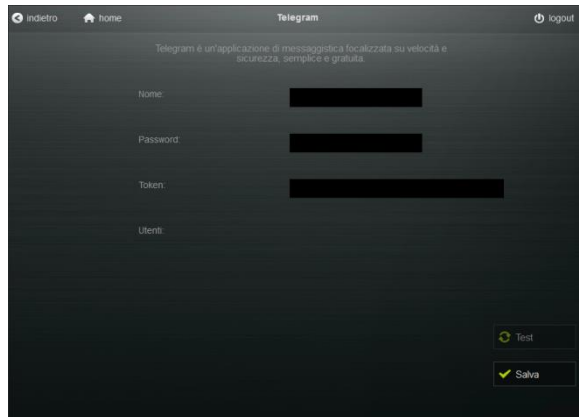 indietro home Telegram logout
Telegram è un'applicazione di messaggistica focalizzata su velocità e
sicurezza, semplice e gratuita.
Nome:
Password:
Token:
Utenti:
Test
Salva